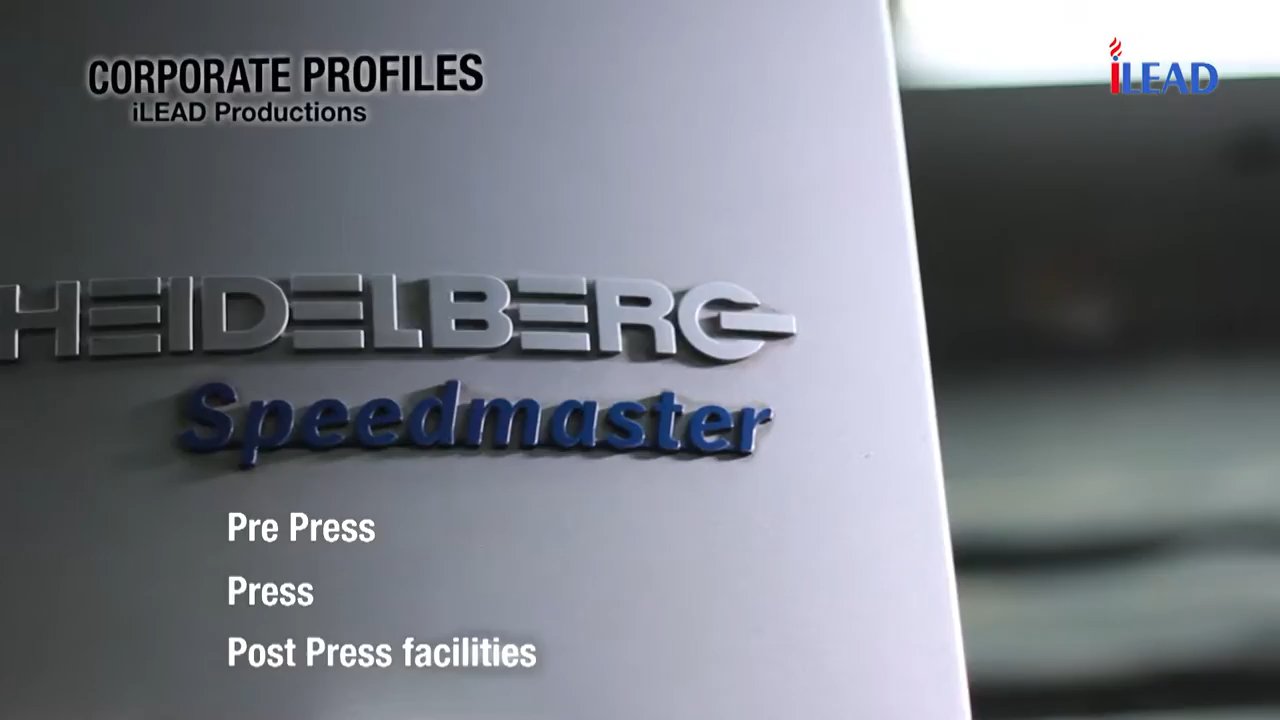 CORPORATE PROFILES
iLEAD Productions
iLEAD
HEIDELBERG
Speedmaster
Pre Press
Press
Post Press facilities